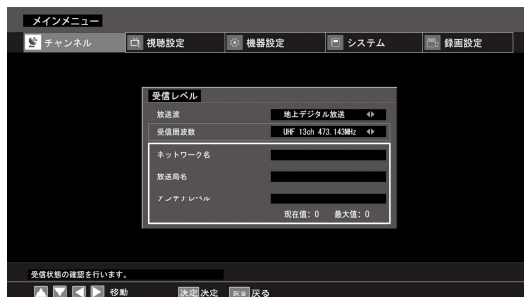 メインメニュー
チャンネル 視聴設定 機器設定 システム 録画設定
受信レベル
放送波 地上デジタル放送
受信周波数 UHF 13ch 473.143MHz
ネットワーク名
放送局名
アンテナレベル
現在値：0 最大値：0
受信状態の確認を行います。
移動 決定 決定 戻る 戻る